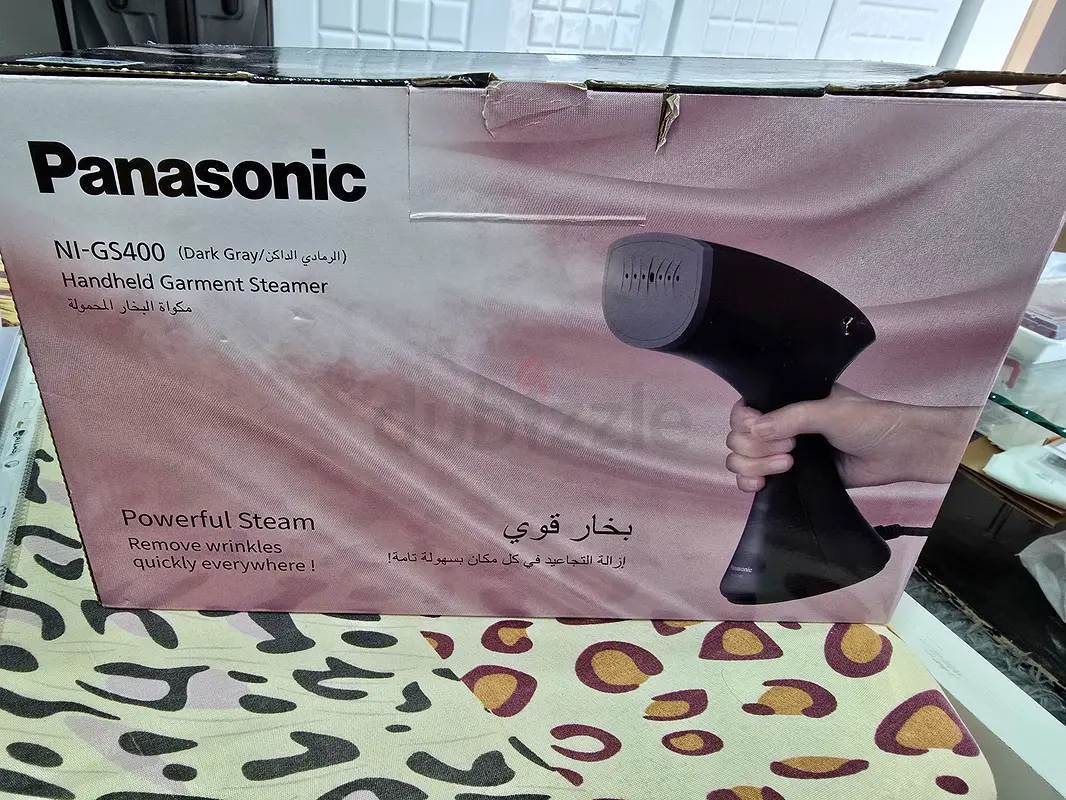 Panasonic
NI-GS400 (Dark Gray/الرمادي الداكن)
Handheld Garment Steamer
مكواة البخار المحمولة
dubizzle
Powerful Steam
Remove wrinkles
quickly everywhere !
بخار قوي
إزالة التجاعيد في كل مكان بسهولة تامة!
Panasonic